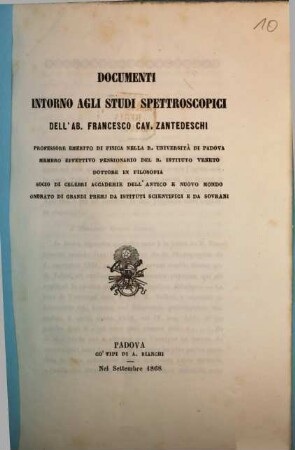 10
DOCUMENTI
INTORNO AGLI STUDI SPETTROSCOPICI
DELL'AB. FRANCESCO CAV. ZANTEDESCHI
PROFESSORE EMERITO DI FISICA NELLA R. UNIVERSITÀ DI PADOVA
MEMBRO EFFETTIVO PENSIONARIO DEL R. ISTITUTO VENETO
DOTTORE IN FILOSOFIA
SOCIO DI CELEBRI ACCADEMIE DELL'ANTICO E NUOVO MONDO
ONORATO DI GRANDI PREMJ DA ISTITUTI SCIENTIFICI E DA SOVRANI
PADOVA
CO' TIPI DI A. BIANCHI
Nel Settembre 1868